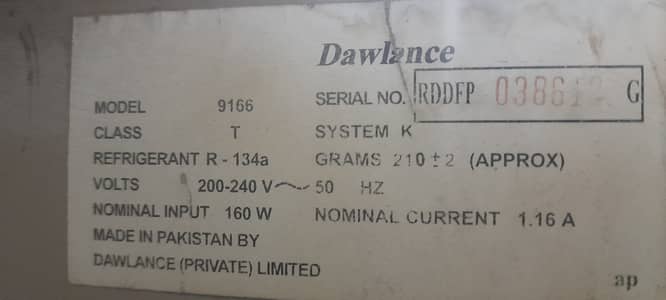 Dawlance
MODEL 9166 SERIAL NO. RDDFP G
CLASS T SYSTEM K
REFRIGERANT R - 134a GRAMS 210 ± 2 (APPROX)
VOLTS 200-240 V~ 50 HZ
NOMINAL INPUT 160 W NOMINAL CURRENT 1.16 A
MADE IN PAKISTAN BY
DAWLANCE (PRIVATE) LIMITED
ap